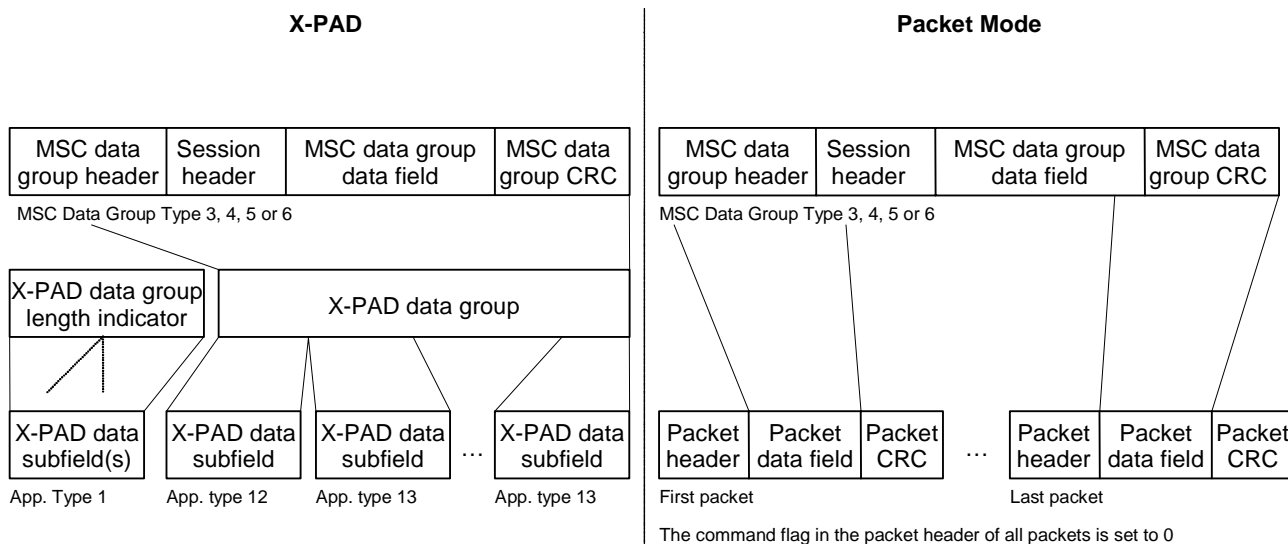 X-PAD
MSC data
group header
Session
header
MSC data group
data field
MSC data
group CRC
MSC Data Group Type 3, 4, 5 or 6
X-PAD data group
length indicator
X-PAD data group
X-PAD data
subfield(s)
X-PAD data
subfield
X-PAD data
subfield
…
X-PAD data
subfield
App. Type 1
App. type 12
App. type 13
App. type 13
Packet Mode
MSC data
group header
Session
header
MSC data group
data field
MSC data
group CRC
MSC Data Group Type 3, 4, 5 or 6
Packet
header
Packet
data field
Packet
CRC
…
Packet
header
Packet
data field
Packet
CRC
First packet
Last packet
The command flag in the packet header of all packets is set to 0